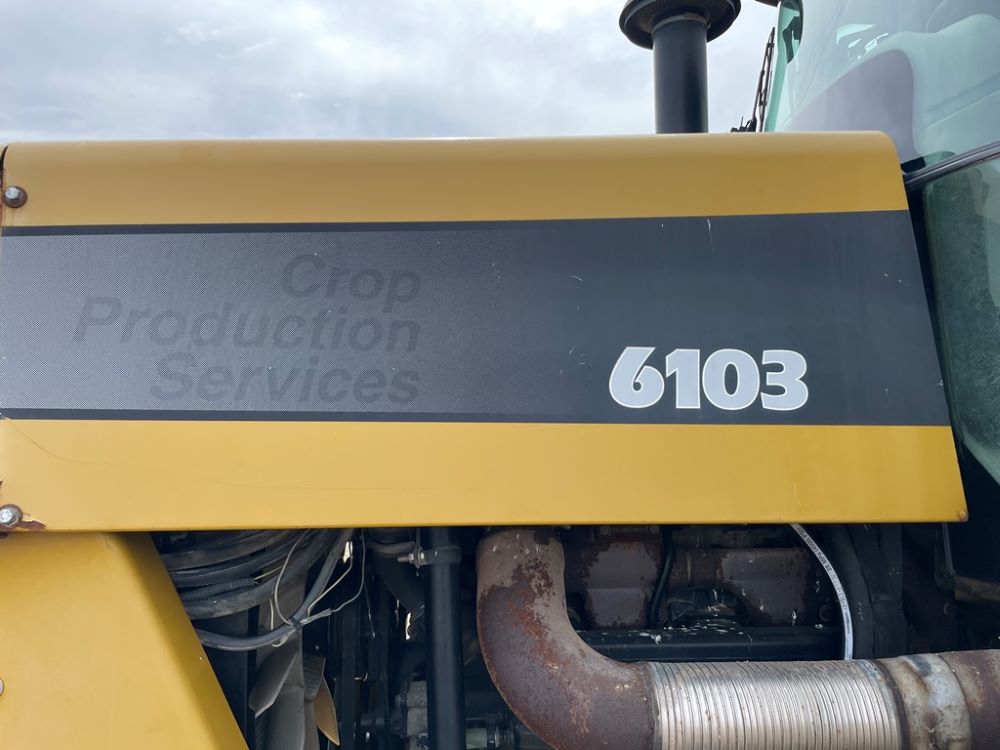 Crop
Production
Services
6103